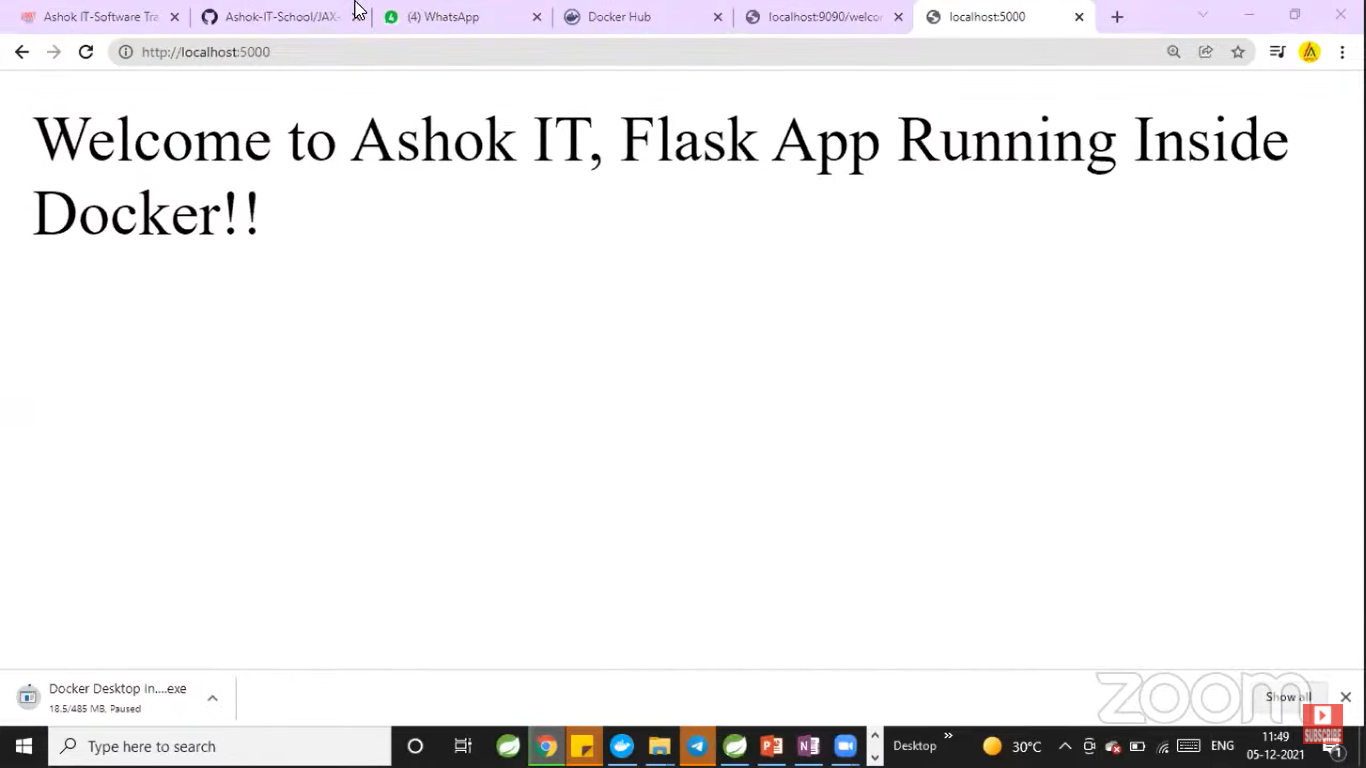 Ashok IT-Software Tra
Ashok-IT-School/JAX-
(4) WhatsApp
Docker Hub
localhost:9090/welcor
localhost:5000
http://localhost:5000
Welcome to Ashok IT, Flask App Running Inside
Docker!!
Docker Desktop In....exe
18.5/485 MB, Paused
zoom
Show all
SUBSCRIBE
Type here to search
Desktop
30°C
ENG
11:49
05-12-2021
1